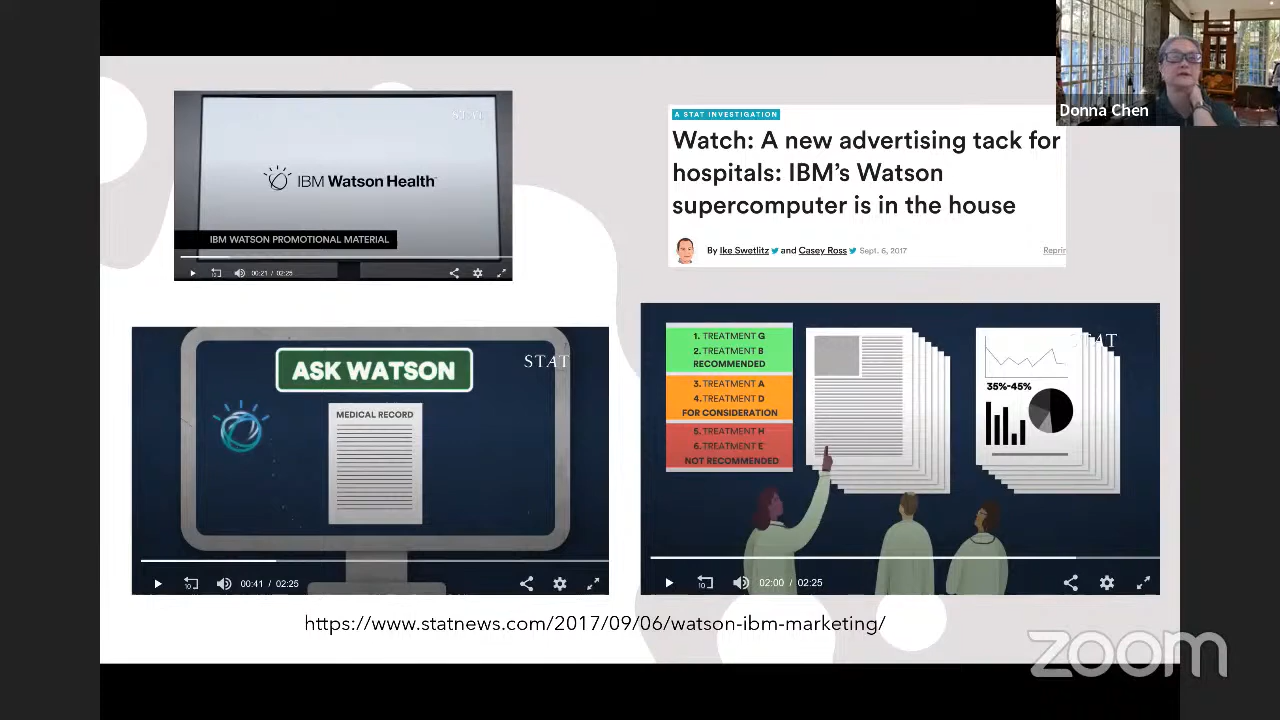 STAT
IBM Watson Health
IBM WATSON PROMOTIONAL MATERIAL
00:21 / 02:25
A STAT INVESTIGATION
Watch: A new advertising tack for
hospitals: IBM's Watson
supercomputer is in the house
By Ike Swetlitz and Casey Ross Sept. 6, 2017
Reprin
Donna Chen
ASK WATSON
STAT
MEDICAL RECORD
10
00:41 / 02:25
1. TREATMENT G
2. TREATMENT B
RECOMMENDED
3. TREATMENT A
4. TREATMENT D
FOR CONSIDERATION
5. TREATMENT H
6. TREATMENT E
NOT RECOMMENDED
STAT
35%-45%
10
02:00 / 02:25
https://www.statnews.com/2017/09/06/watson-ibm-marketing/
zoom